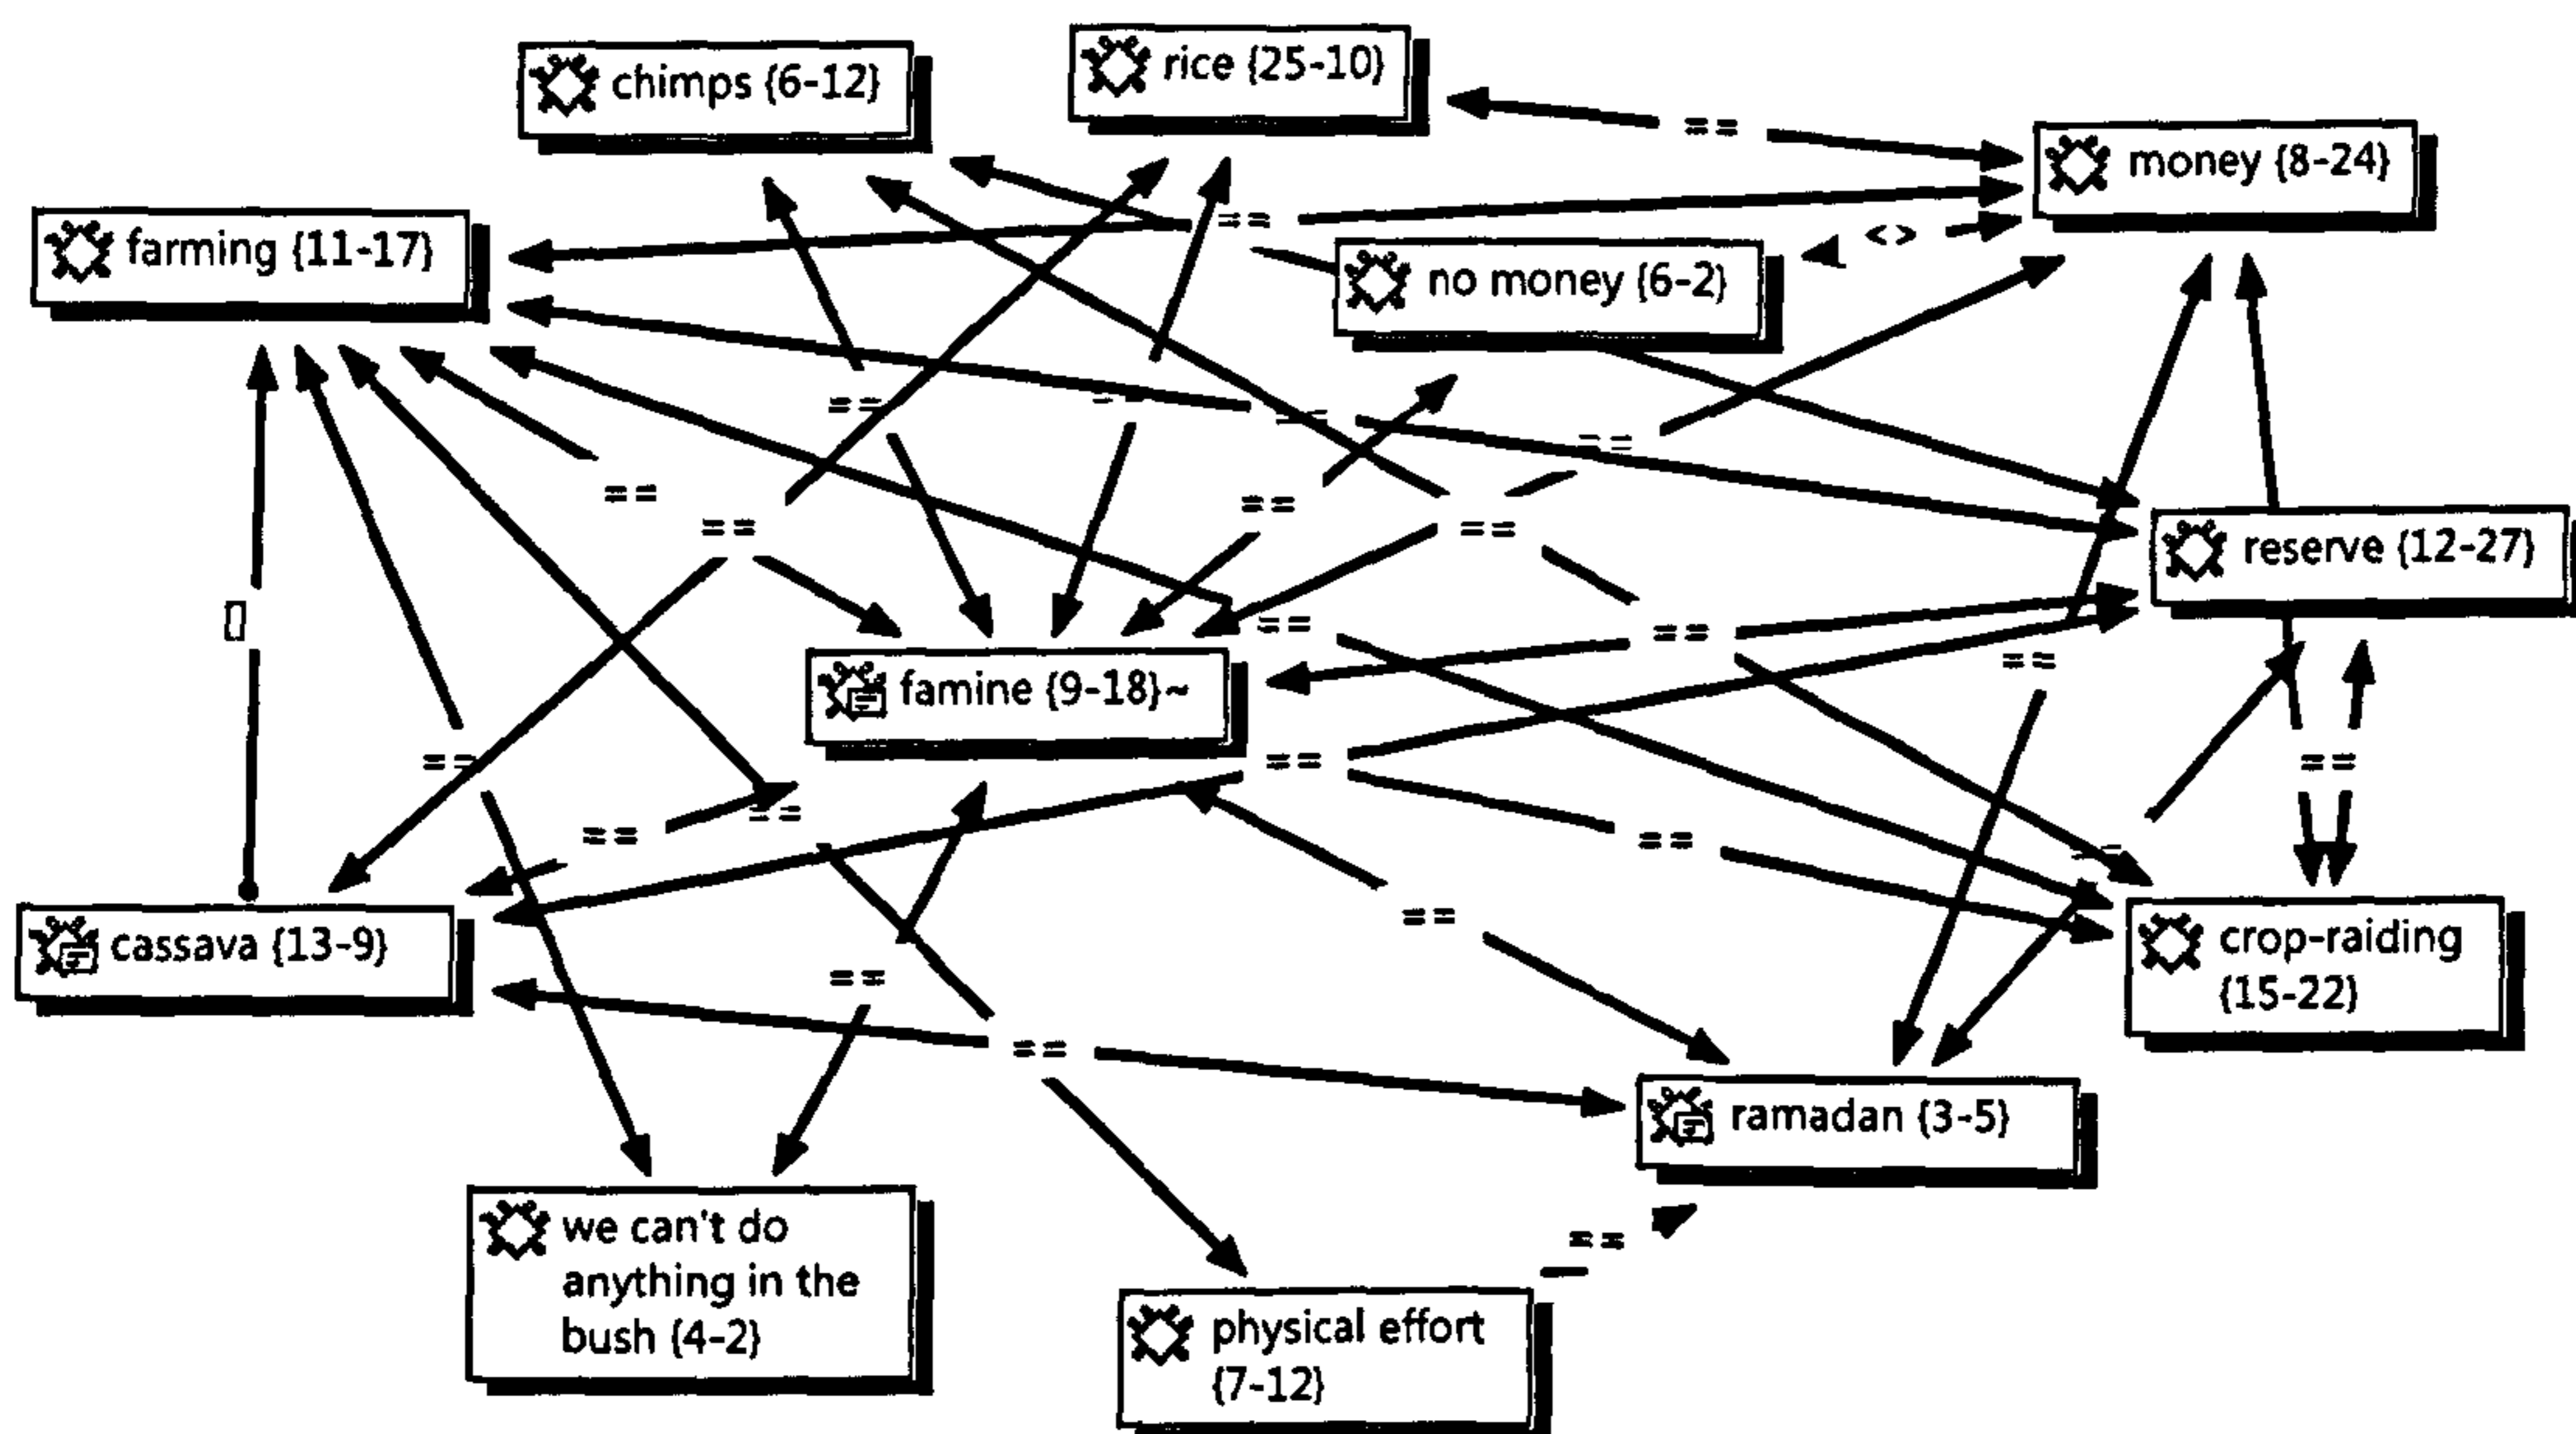 chimps {6-12}
rice {25-10}
money {8-24}
farming {11-17}
no money {6-2}
reserve {12-27}
famine {9-18}~
cassava {13-9}
crop-raiding
{15-22}
ramadan {3-5}
we can't do
anything in the
bush {4-2}
physical effort
{7-12}
==
==
<>
==
==
==
==
==
==
==
==
==
==
==
==
[]
==
==
==
==
==
==
==
==
==
==